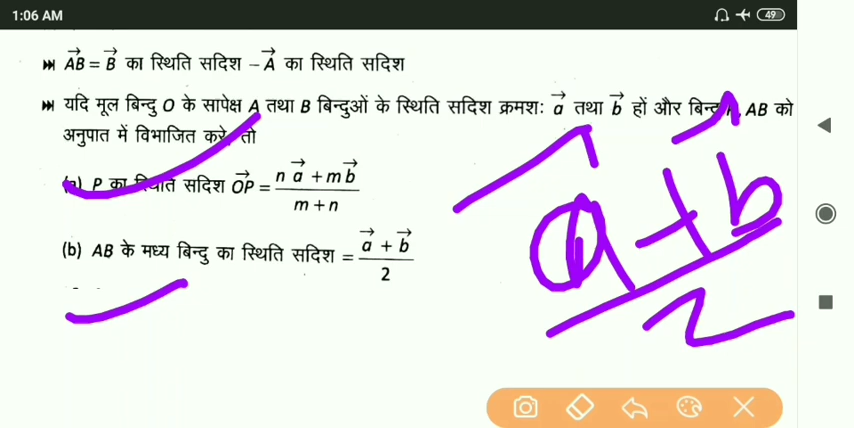 1:06 AM 49
⏭ AB⃗ = B⃗ का स्थिति सदिश – A⃗ का स्थिति सदिश
⏭ यदि मूल बिन्दु O के सापेक्ष A तथा B बिन्दुओं के स्थिति सदिश क्रमशः a⃗ तथा b⃗ हों और बिन्दु AB को
अनुपात में विभाजित करे, तो
(a) P का स्थिति सदिश OP⃗ = (n a⃗ + m b⃗) / (m + n)
(b) AB के मध्य बिन्दु का स्थिति सदिश = (a⃗ + b⃗) / 2
a⃗ + b⃗
2